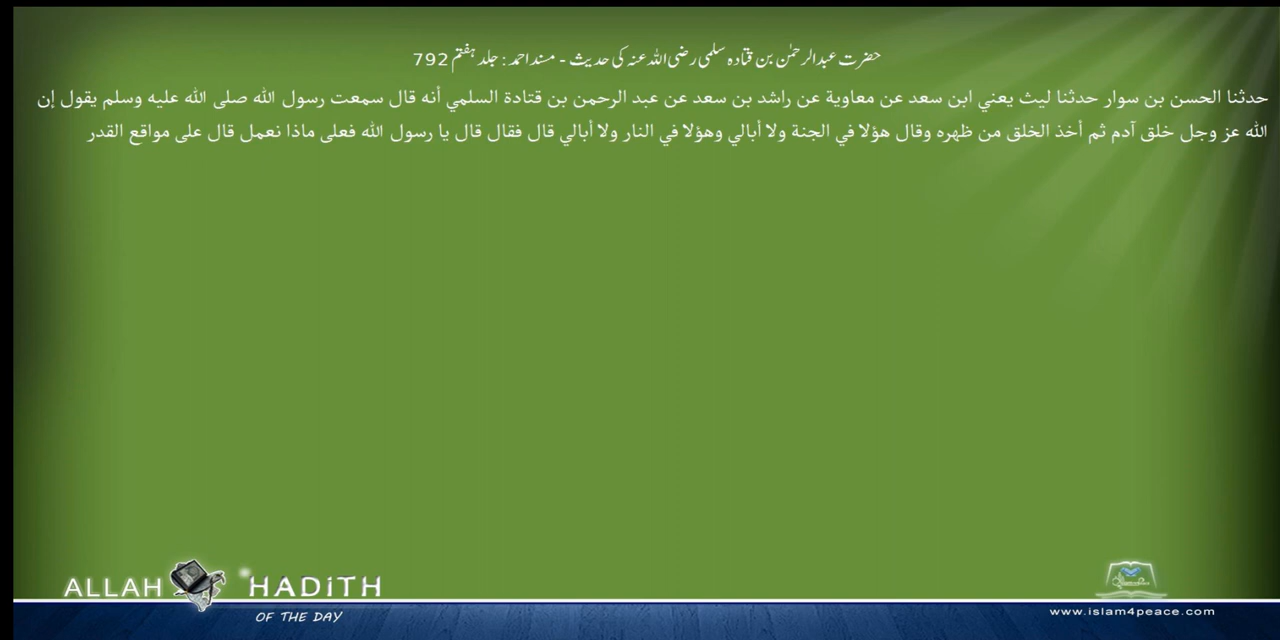 حضرت عبدالرحمٰن بن قتادہ سلمی رضی اللہ عنہ کی حدیث - مسند احمد : جلد ہفتم 792
حدثنا الحسن بن سوار حدثنا ليث يعني ابن سعد عن معاوية عن راشد بن سعد عن عبد الرحمن بن قتادة السلمي أنه قال سمعت رسول الله صلى الله عليه وسلم يقول إن
الله عز وجل خلق آدم ثم أخذ الخلق من ظهره وقال هؤلا في الجنة ولا أبالي وهؤلا في النار ولا أبالي قال فقال قال يا رسول الله فعلى ماذا نعمل قال على مواقع القدر
ALLAH HADITH
OF THE DAY
www.islam4peace.com